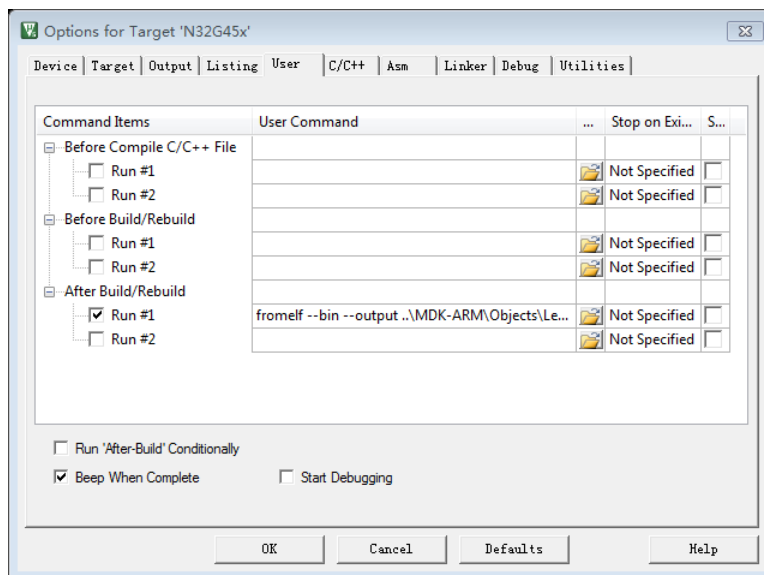 Options for Target 'N32G45x'
Device Target Output Listing User C/C++ Asm Linker Debug Utilities
Command Items User Command ... Stop on Exi... S...
Before Compile C/C++ File
Run #1 Not Specified
Run #2 Not Specified
Before Build/Rebuild
Run #1 Not Specified
Run #2 Not Specified
After Build/Rebuild
Run #1 fromelf --bin --output ..\MDK-ARM\Objects\Le... Not Specified
Run #2 Not Specified
Run 'After-Build' Conditionally
Beep When Complete Start Debugging
OK Cancel Defaults Help